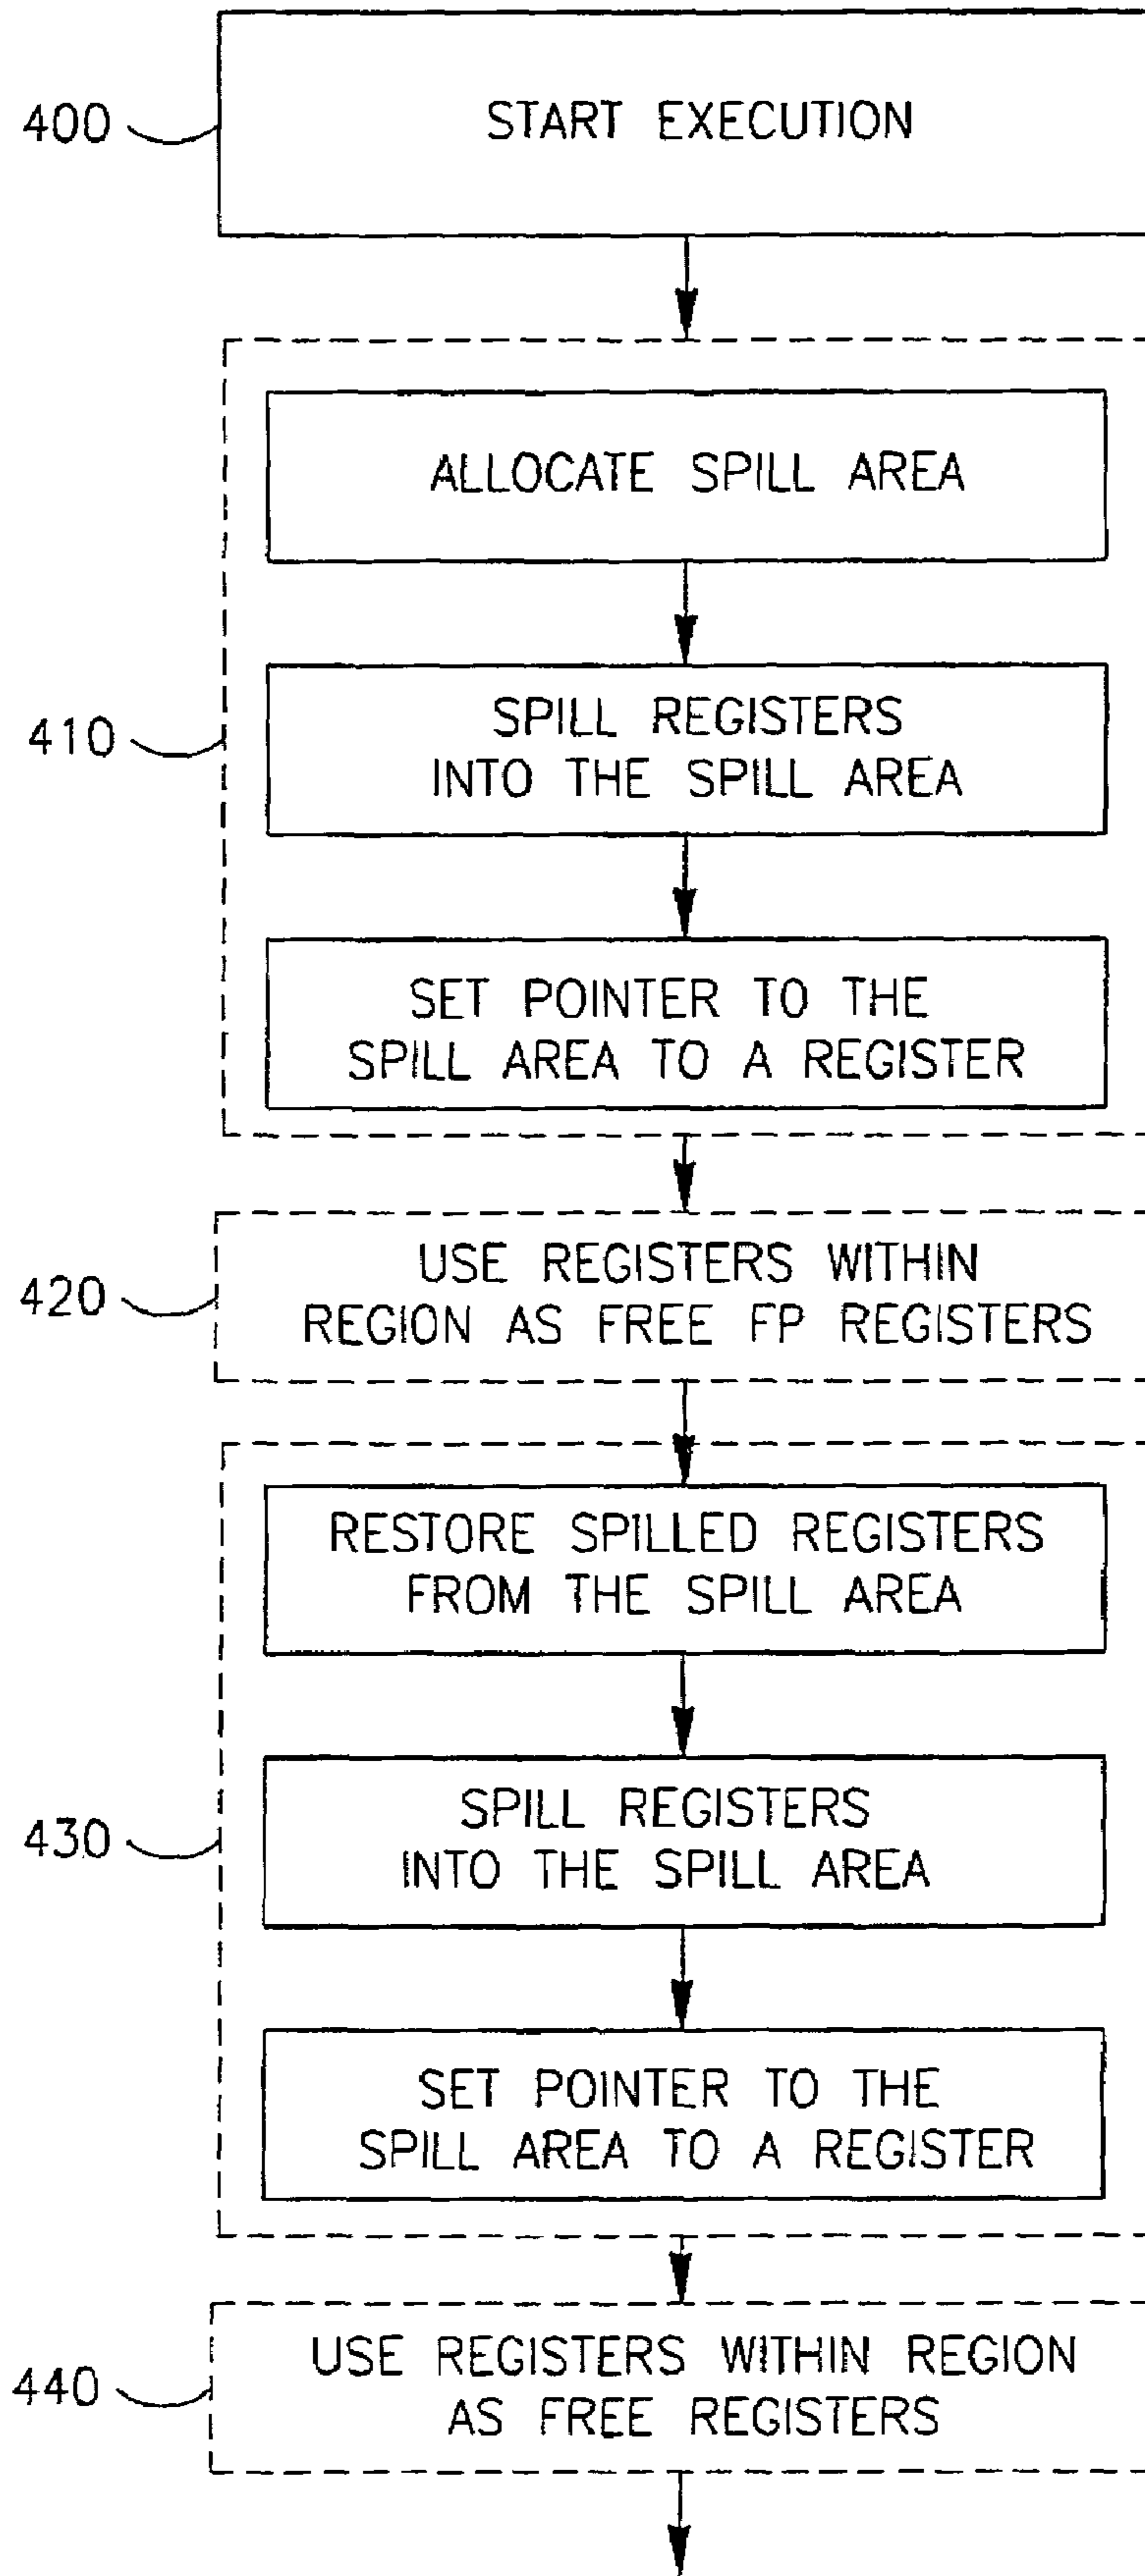 400
START EXECUTION
ALLOCATE SPILL AREA
410
SPILL REGISTERS
INTO THE SPILL AREA
SET POINTER TO THE
SPILL AREA TO A REGISTER
420
USE REGISTERS WITHIN
REGION AS FREE FP REGISTERS
RESTORE SPILLED REGISTERS
FROM THE SPILL AREA
430
SPILL REGISTERS
INTO THE SPILL AREA
SET POINTER TO THE
SPILL AREA TO A REGISTER
440
USE REGISTERS WITHIN REGION
AS FREE REGISTERS